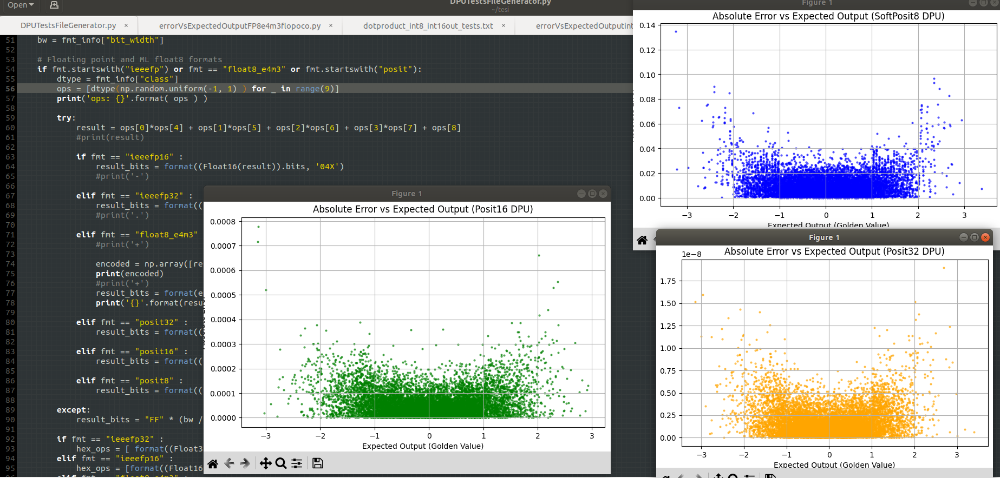 Open
DPUTestsFileGenerator.py
~/tesi
DPUTestsFileGenerator.py ×
errorVsExpectedOutputFP8e4m3flopoco.py ×
dotproduct_int8_int16out_tests.txt ×
errorVsExpectedOutputint
51 bw = fmt_info["bit_width"]
52
53 # Floating point and ML float8 formats
54 if fmt.startswith("ieeefp") or fmt == "float8_e4m3" or fmt.startswith("posit"):
55 dtype = fmt_info["class"]
56 ops = [dtype(np.random.uniform(-1, 1) ) for _ in range(9)]
57 print('ops: {}'.format( ops ) )
58
59 try:
60 result = ops[0]*ops[4] + ops[1]*ops[5] + ops[2]*ops[6] + ops[3]*ops[7] + ops[8]
61 #print(result)
62
63 if fmt == "ieeefp16" :
64 result_bits = format((Float16(result)).bits, '04X')
65 #print('-')
66
67 elif fmt == "ieeefp32" :
68 result_bits = format((
69 #print('.')
70
71 elif fmt == "float8_e4m3"
72 #print('+')
73
74 encoded = np.array([re
75 print(encoded)
76 #print('+')
77 result_bits = format(e
78 print('{}'.format(resu
79
80 elif fmt == "posit32" :
81 result_bits = format((
82
83 elif fmt == "posit16" :
84 result_bits = format((
85
86 elif fmt == "posit8" :
87 result_bits = format((
88
89 except:
90 result_bits = "FF" * (bw /
91
92 if fmt == "ieeefp32" :
93 hex_ops = [ format((Float3
94 elif fmt == "ieeefp16" :
95 hex_ops = [format((Float16
Figure 1
Absolute Error vs Expected Output (Posit16 DPU)
0.0008
0.0007
0.0006
0.0005
0.0004
0.0003
0.0002
0.0001
0.0000
−3 −2 −1 0 1 2 3
Expected Output (Golden Value)
Figure 1
Absolute Error vs Expected Output (SoftPosit8 DPU)
0.14
0.12
0.10
0.08
0.06
0.04
0.02
0.00
−3 −2 −1 0 1 2 3
Expected Output (Golden Value)
Figure 1
1e−8
Absolute Error vs Expected Output (Posit32 DPU)
1.75
1.50
1.25
1.00
0.75
0.50
0.25
0.00
−3 −2 −1 0 1 2 3
Expected Output (Golden Value)